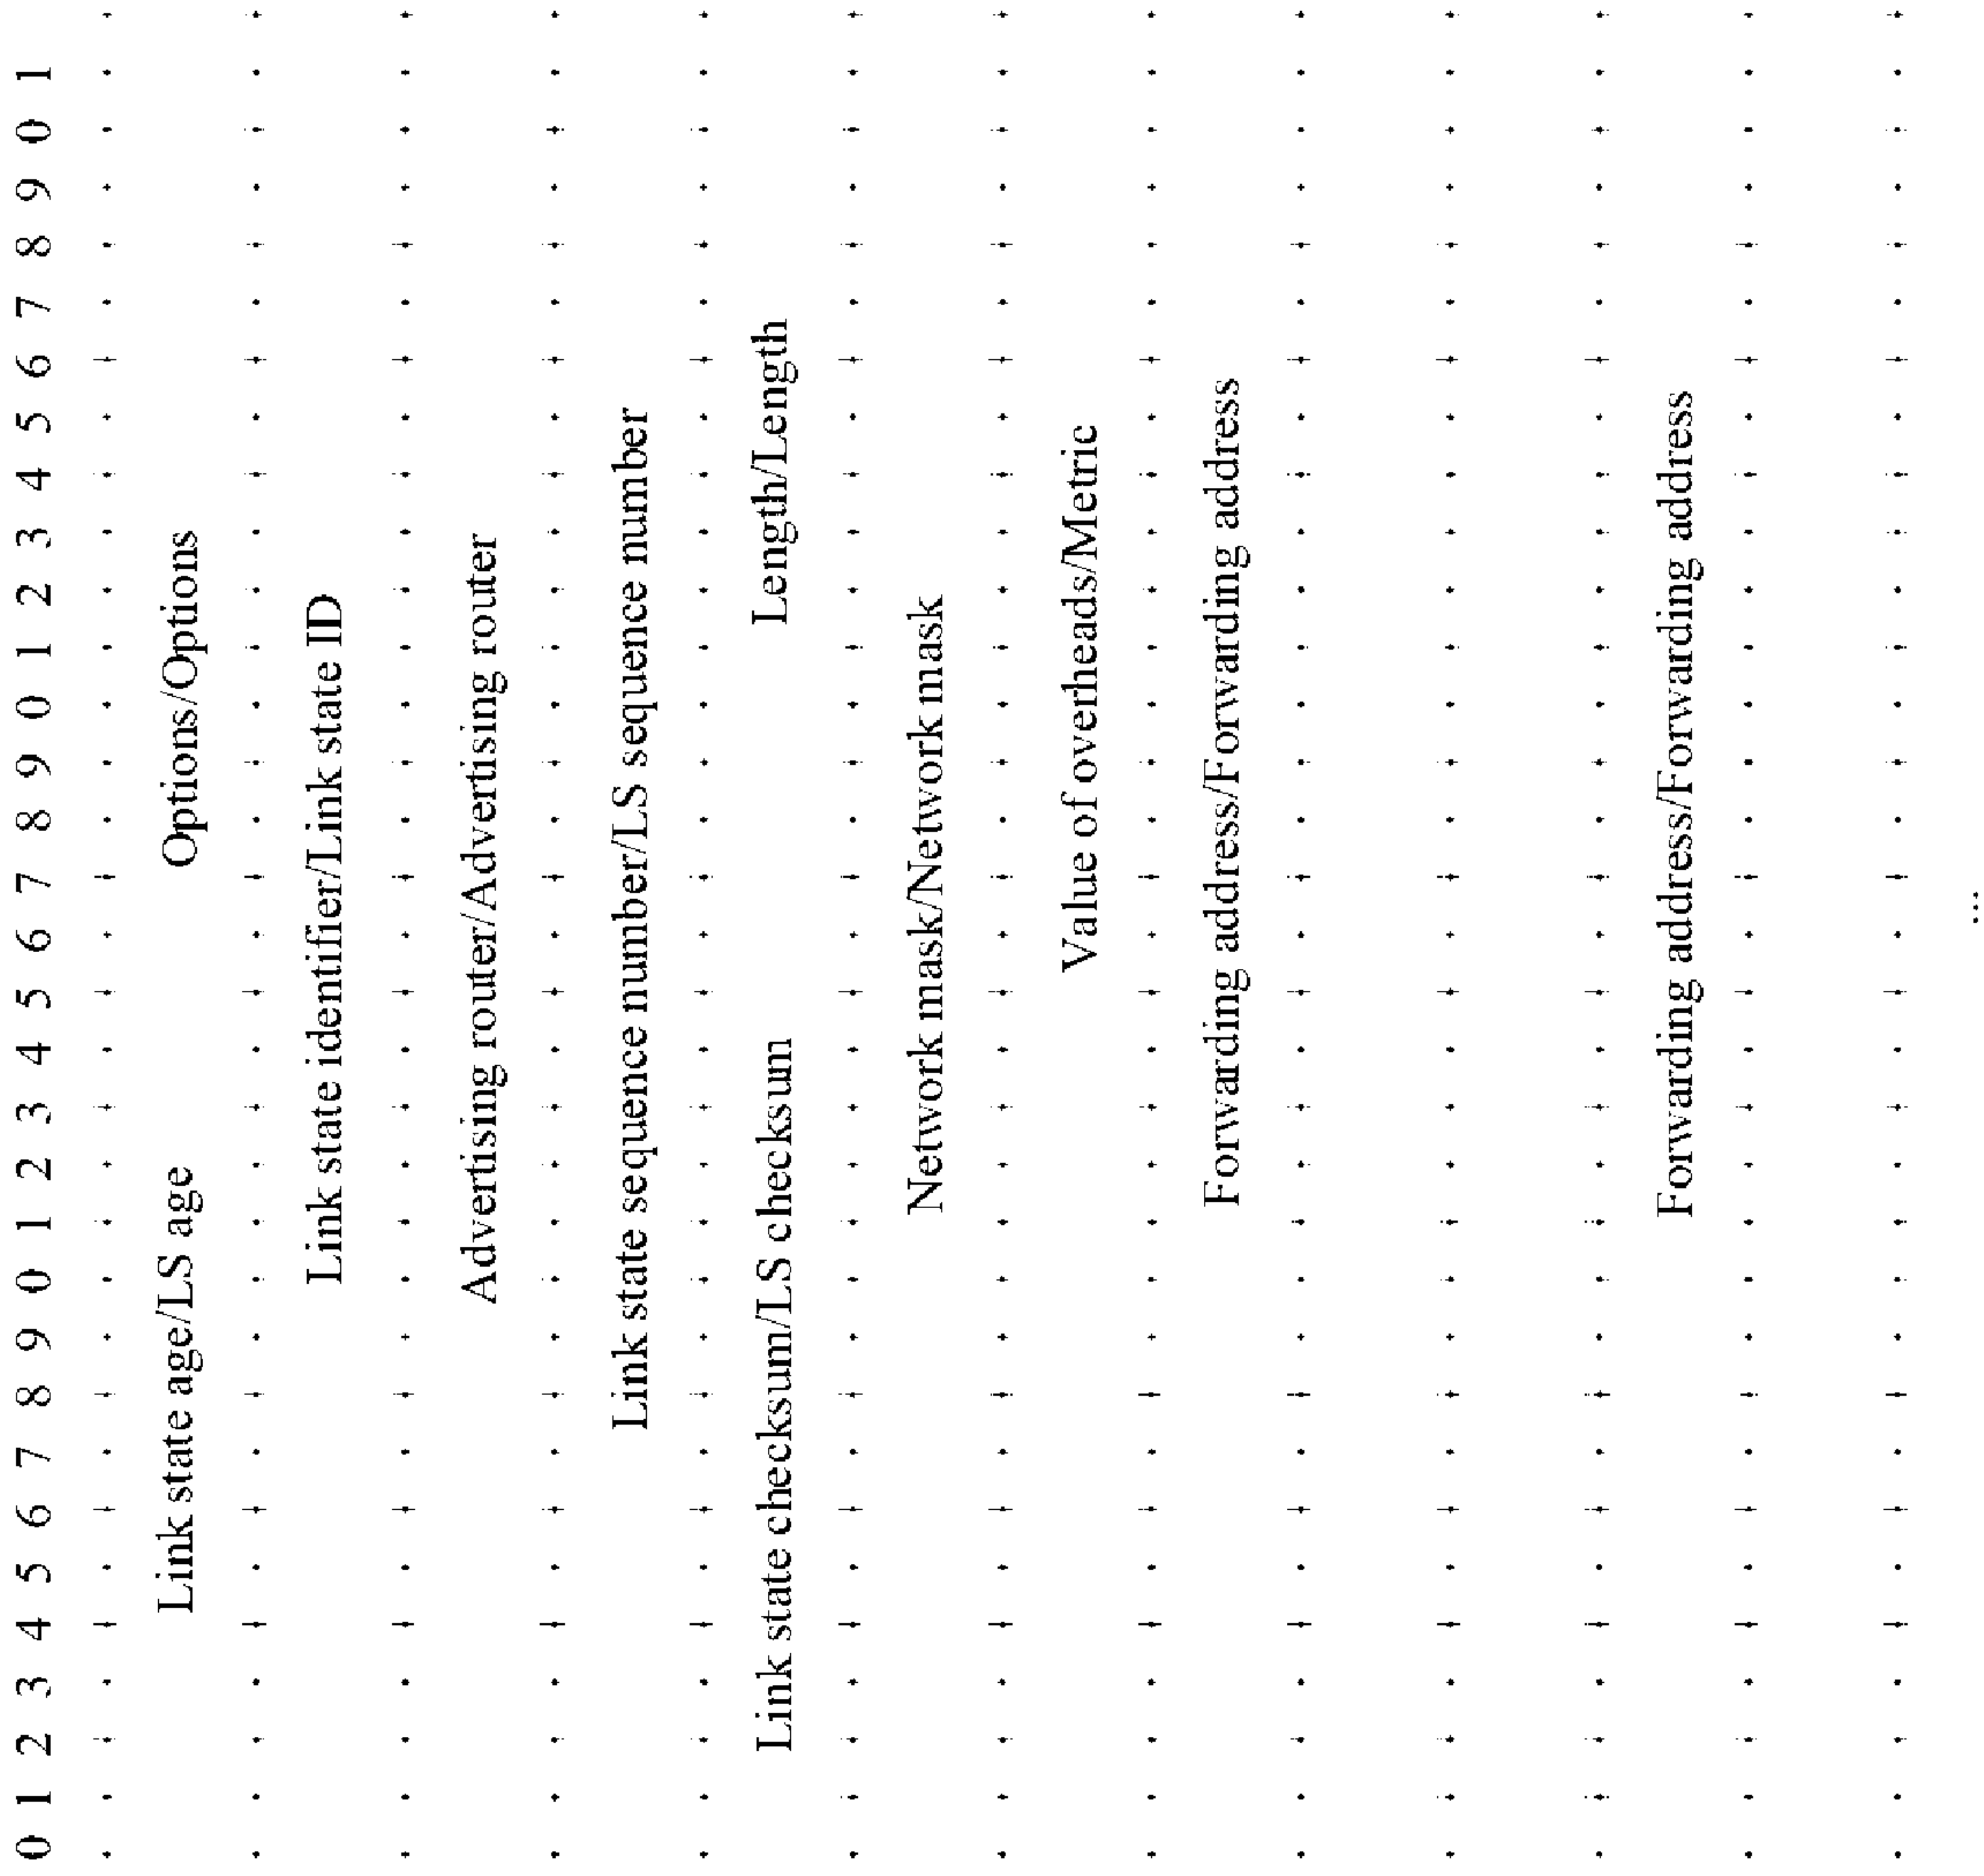 0 1 2 3 4 5 6 7 8 9 0 1 2 3 4 5 6 7 8 9 0 1 2 3 4 5 6 7 8 9 0 1
Link state age/LS age Options/Options
Link state identifier/Link state ID
Advertising router/Advertising router
Link state sequence number/LS sequence number
Link state checksum/LS checksum Length/Length
Network mask/Network mask
Value of overheads/Metric
Forwarding address/Forwarding address
Forwarding address/Forwarding address
...